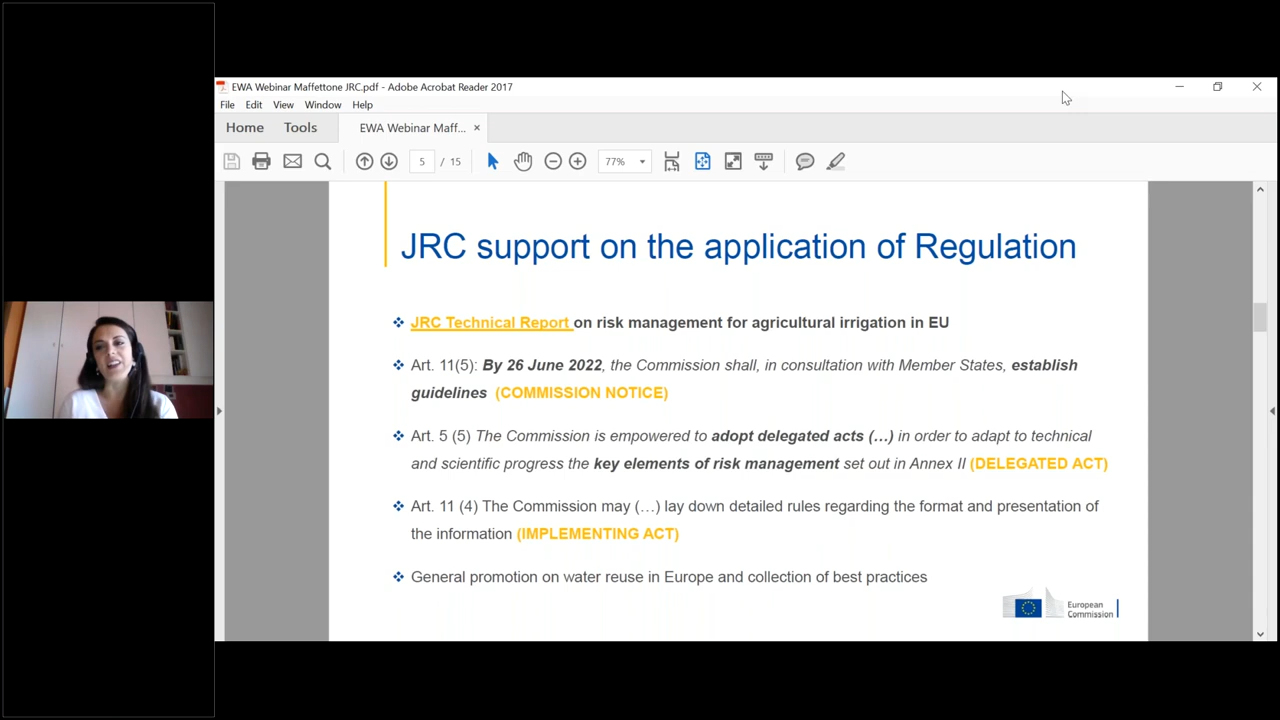 EWA Webinar Maffettone JRC.pdf - Adobe Acrobat Reader 2017
File Edit View Window Help
Home Tools EWA Webinar Maff... ×
5 / 15 77%
JRC support on the application of Regulation
❖ JRC Technical Report on risk management for agricultural irrigation in EU
❖ Art. 11(5): By 26 June 2022, the Commission shall, in consultation with Member States, establish
guidelines (COMMISSION NOTICE)
❖ Art. 5 (5) The Commission is empowered to adopt delegated acts (…) in order to adapt to technical
and scientific progress the key elements of risk management set out in Annex II (DELEGATED ACT)
❖ Art. 11 (4) The Commission may (…) lay down detailed rules regarding the format and presentation of
the information (IMPLEMENTING ACT)
❖ General promotion on water reuse in Europe and collection of best practices
European
Commission